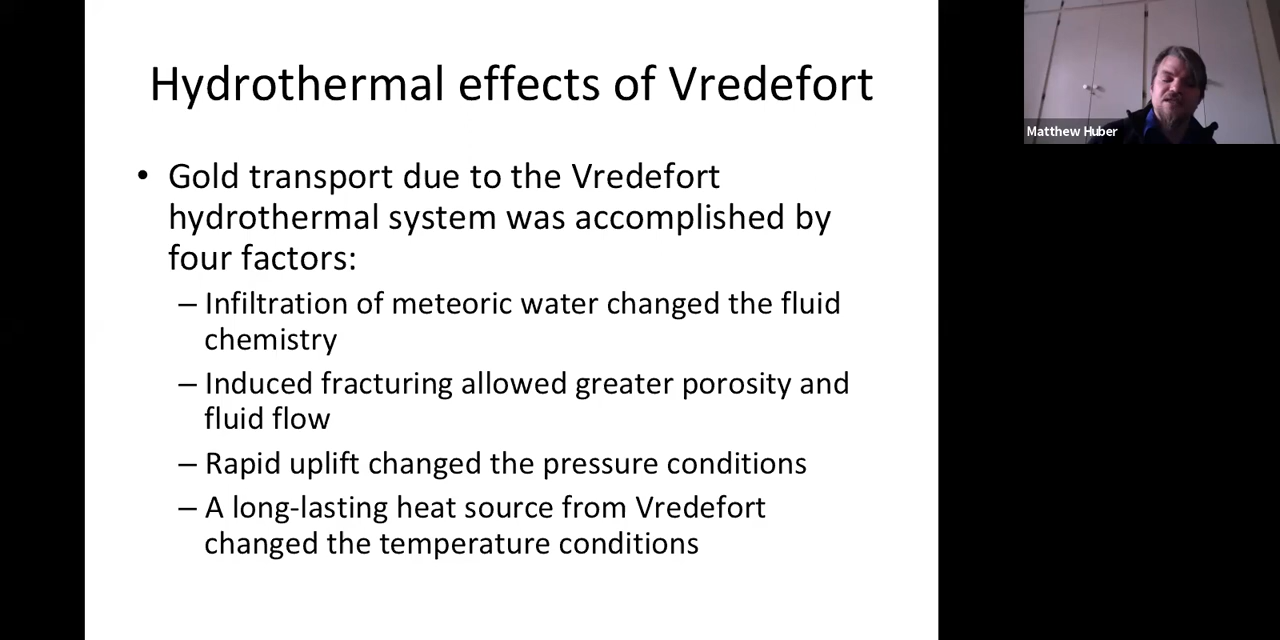 Hydrothermal effects of Vredefort
• Gold transport due to the Vredefort
hydrothermal system was accomplished by
four factors:
– Infiltration of meteoric water changed the fluid
chemistry
– Induced fracturing allowed greater porosity and
fluid flow
– Rapid uplift changed the pressure conditions
– A long-lasting heat source from Vredefort
changed the temperature conditions
Matthew Huber